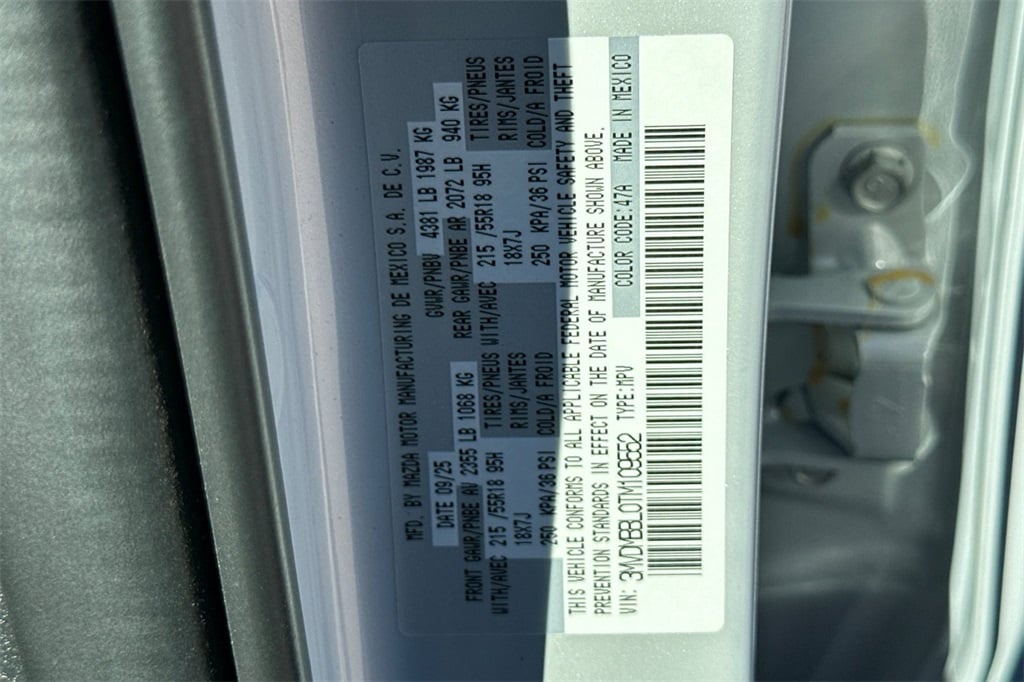 MFD. BY MAZDA MOTOR MANUFACTURING DE MEXICO S.A. DE C.V.
DATE 09/25 GVWR/PNBV 4381 LB 1987 KG
FRONT GAWR/PNBE AV 2355 LB 1068 KG REAR GAWR/PNBE AR 2072 LB 940 KG
WITH/AVEC 215 /55R18 95H TIRES/PNEUS WITH/AVEC 215 /55R18 95H TIRES/PNEUS
18X7J RIMS/JANTES 18X7J RIMS/JANTES
250 KPA/36 PSI COLD/A FROID 250 KPA/36 PSI COLD/A FROID
THIS VEHICLE CONFORMS TO ALL APPLICABLE FEDERAL MOTOR VEHICLE SAFETY AND THEFT
PREVENTION STANDARDS IN EFFECT ON THE DATE OF MANUFACTURE SHOWN ABOVE.
VIN: 3MVDMBBL0TM109552 TYPE:MPV COLOR CODE:47A MADE IN MEXICO